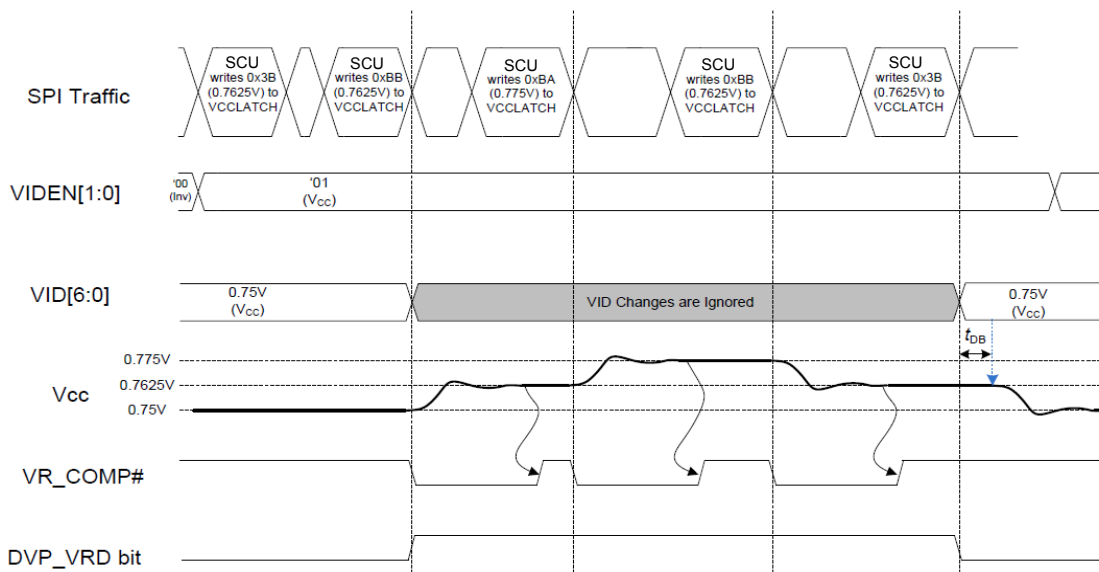 SPI Traffic
SCU
writes 0x3B
(0.7625V) to
VCCLATCH
SCU
writes 0xBB
(0.7625V) to
VCCLATCH
SCU
writes 0xBA
(0.775V) to
VCCLATCH
SCU
writes 0xBB
(0.7625V) to
VCCLATCH
SCU
writes 0x3B
(0.7625V) to
VCCLATCH
VIDEN[1:0]
'00
(Inv)
'01
(VCC)
VID[6:0]
0.75V
(VCC)
VID Changes are Ignored
0.75V
(VCC)
tDB
Vcc
0.775V
0.7625V
0.75V
VR_COMP#
DVP_VRD bit